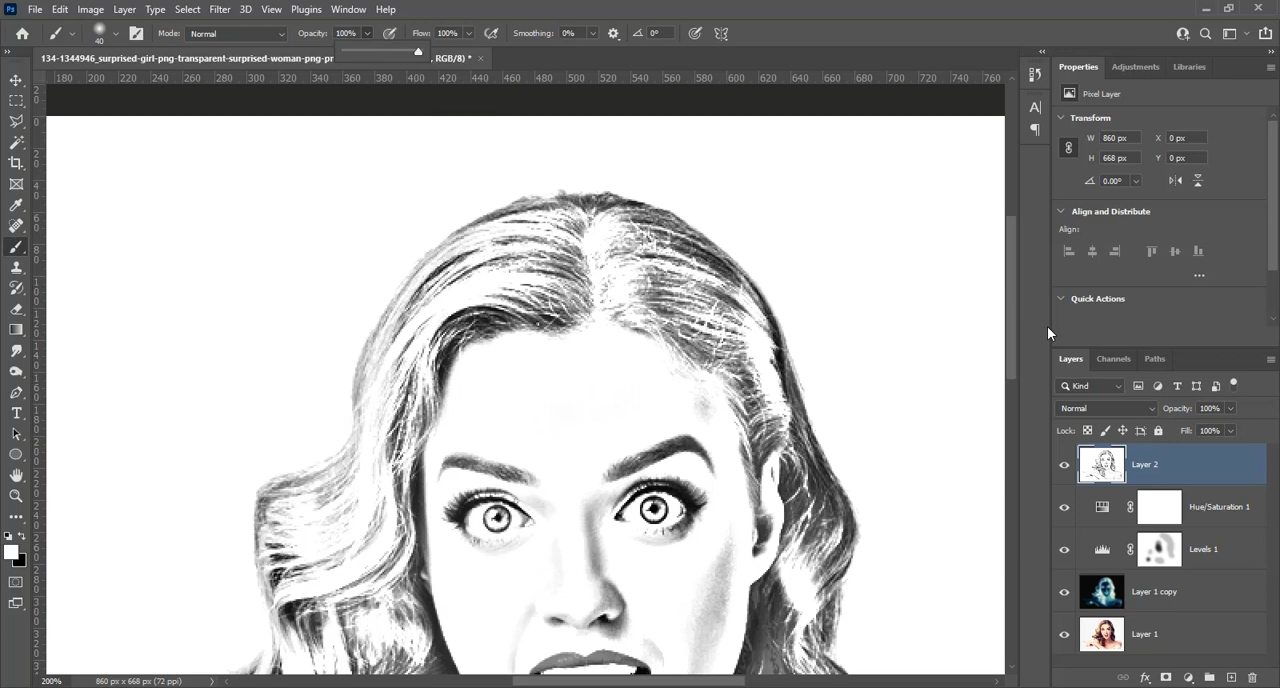 Ps File Edit Image Layer Type Select Filter 3D View Plugins Window Help
40 Mode: Normal Opacity: 100% Flow: 100% Smoothing: 0% 0°
134-1344946_surprised-girl-png-transparent-surprised-woman-png-pr , RGB/8) * ×
180 200 220 240 260 280 300 320 340 360 380 400 420 440 460 480 500 520 540 560 580 600 620 640 660 680 700 720 740 760
Properties Adjustments Libraries
Pixel Layer
Transform
W 860 px X 0 px
H 668 px Y 0 px
0.00°
Align and Distribute
Align:
Quick Actions
Layers Channels Paths
Kind
Normal Opacity: 100%
Lock: Fill: 100%
Layer 2
Hue/Saturation 1
Levels 1
Layer 1 copy
Layer 1
200% 860 px x 668 px (72 ppi)